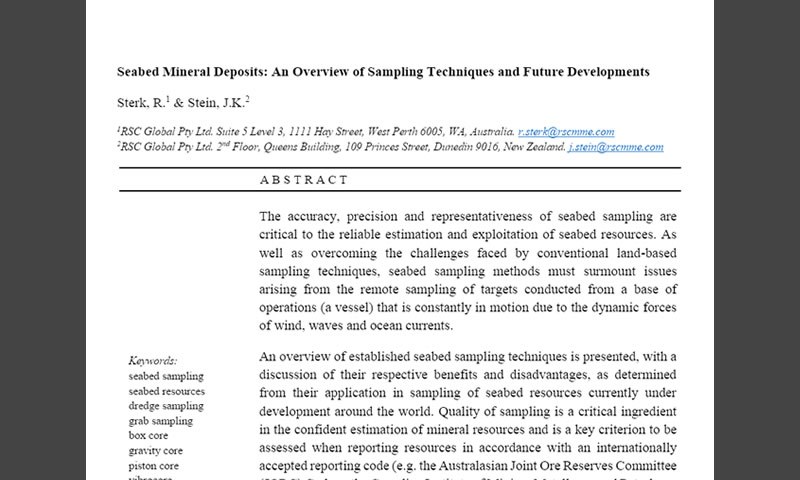 Seabed Mineral Deposits: An Overview of Sampling Techniques and Future Developments
Sterk, R.1 & Stein, J.K.2
1RSC Global Pty Ltd. Suite 5 Level 3, 1111 Hay Street, West Perth 6005, WA, Australia. r.sterk@rscmme.com
2RSC Global Pty Ltd. 2nd Floor, Queens Building, 109 Princes Street, Dunedin 9016, New Zealand. j.stein@rscmme.com
ABSTRACT
The accuracy, precision and representativeness of seabed sampling are
critical to the reliable estimation and exploitation of seabed resources. As
well as overcoming the challenges faced by conventional land-based
sampling techniques, seabed sampling methods must surmount issues
arising from the remote sampling of targets conducted from a base of
operations (a vessel) that is constantly in motion due to the dynamic forces
of wind, waves and ocean currents.
Keywords:
seabed sampling
seabed resources
dredge sampling
grab sampling
box core
gravity core
piston core
An overview of established seabed sampling techniques is presented, with a
discussion of their respective benefits and disadvantages, as determined
from their application in sampling of seabed resources currently under
development around the world. Quality of sampling is a critical ingredient
in the confident estimation of mineral resources and is a key criterion to be
assessed when reporting resources in accordance with an internationally
accepted reporting code (e.g. the Australasian Joint Ore Reserves Committee